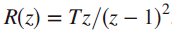 R(z) = Tz/(z − 1)².